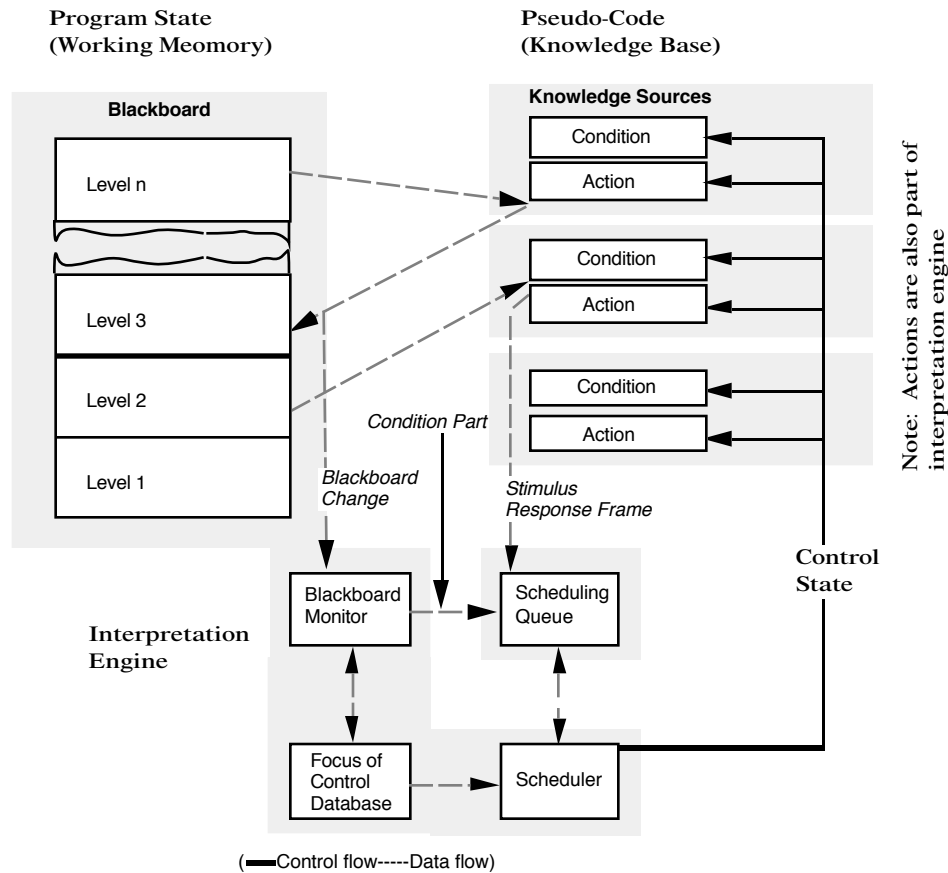 Program State
(Working Meomory)
Pseudo-Code
(Knowledge Base)
Blackboard
Level n
Level 3
Level 2
Level 1
Knowledge Sources
Condition
Action
Condition
Action
Condition
Action
Note: Actions are also part of
interpretation engine
Condition Part
Blackboard
Change
Stimulus
Response Frame
Control
State
Interpretation
Engine
Blackboard
Monitor
Scheduling
Queue
Focus of
Control
Database
Scheduler
(Control flow-----Data flow)